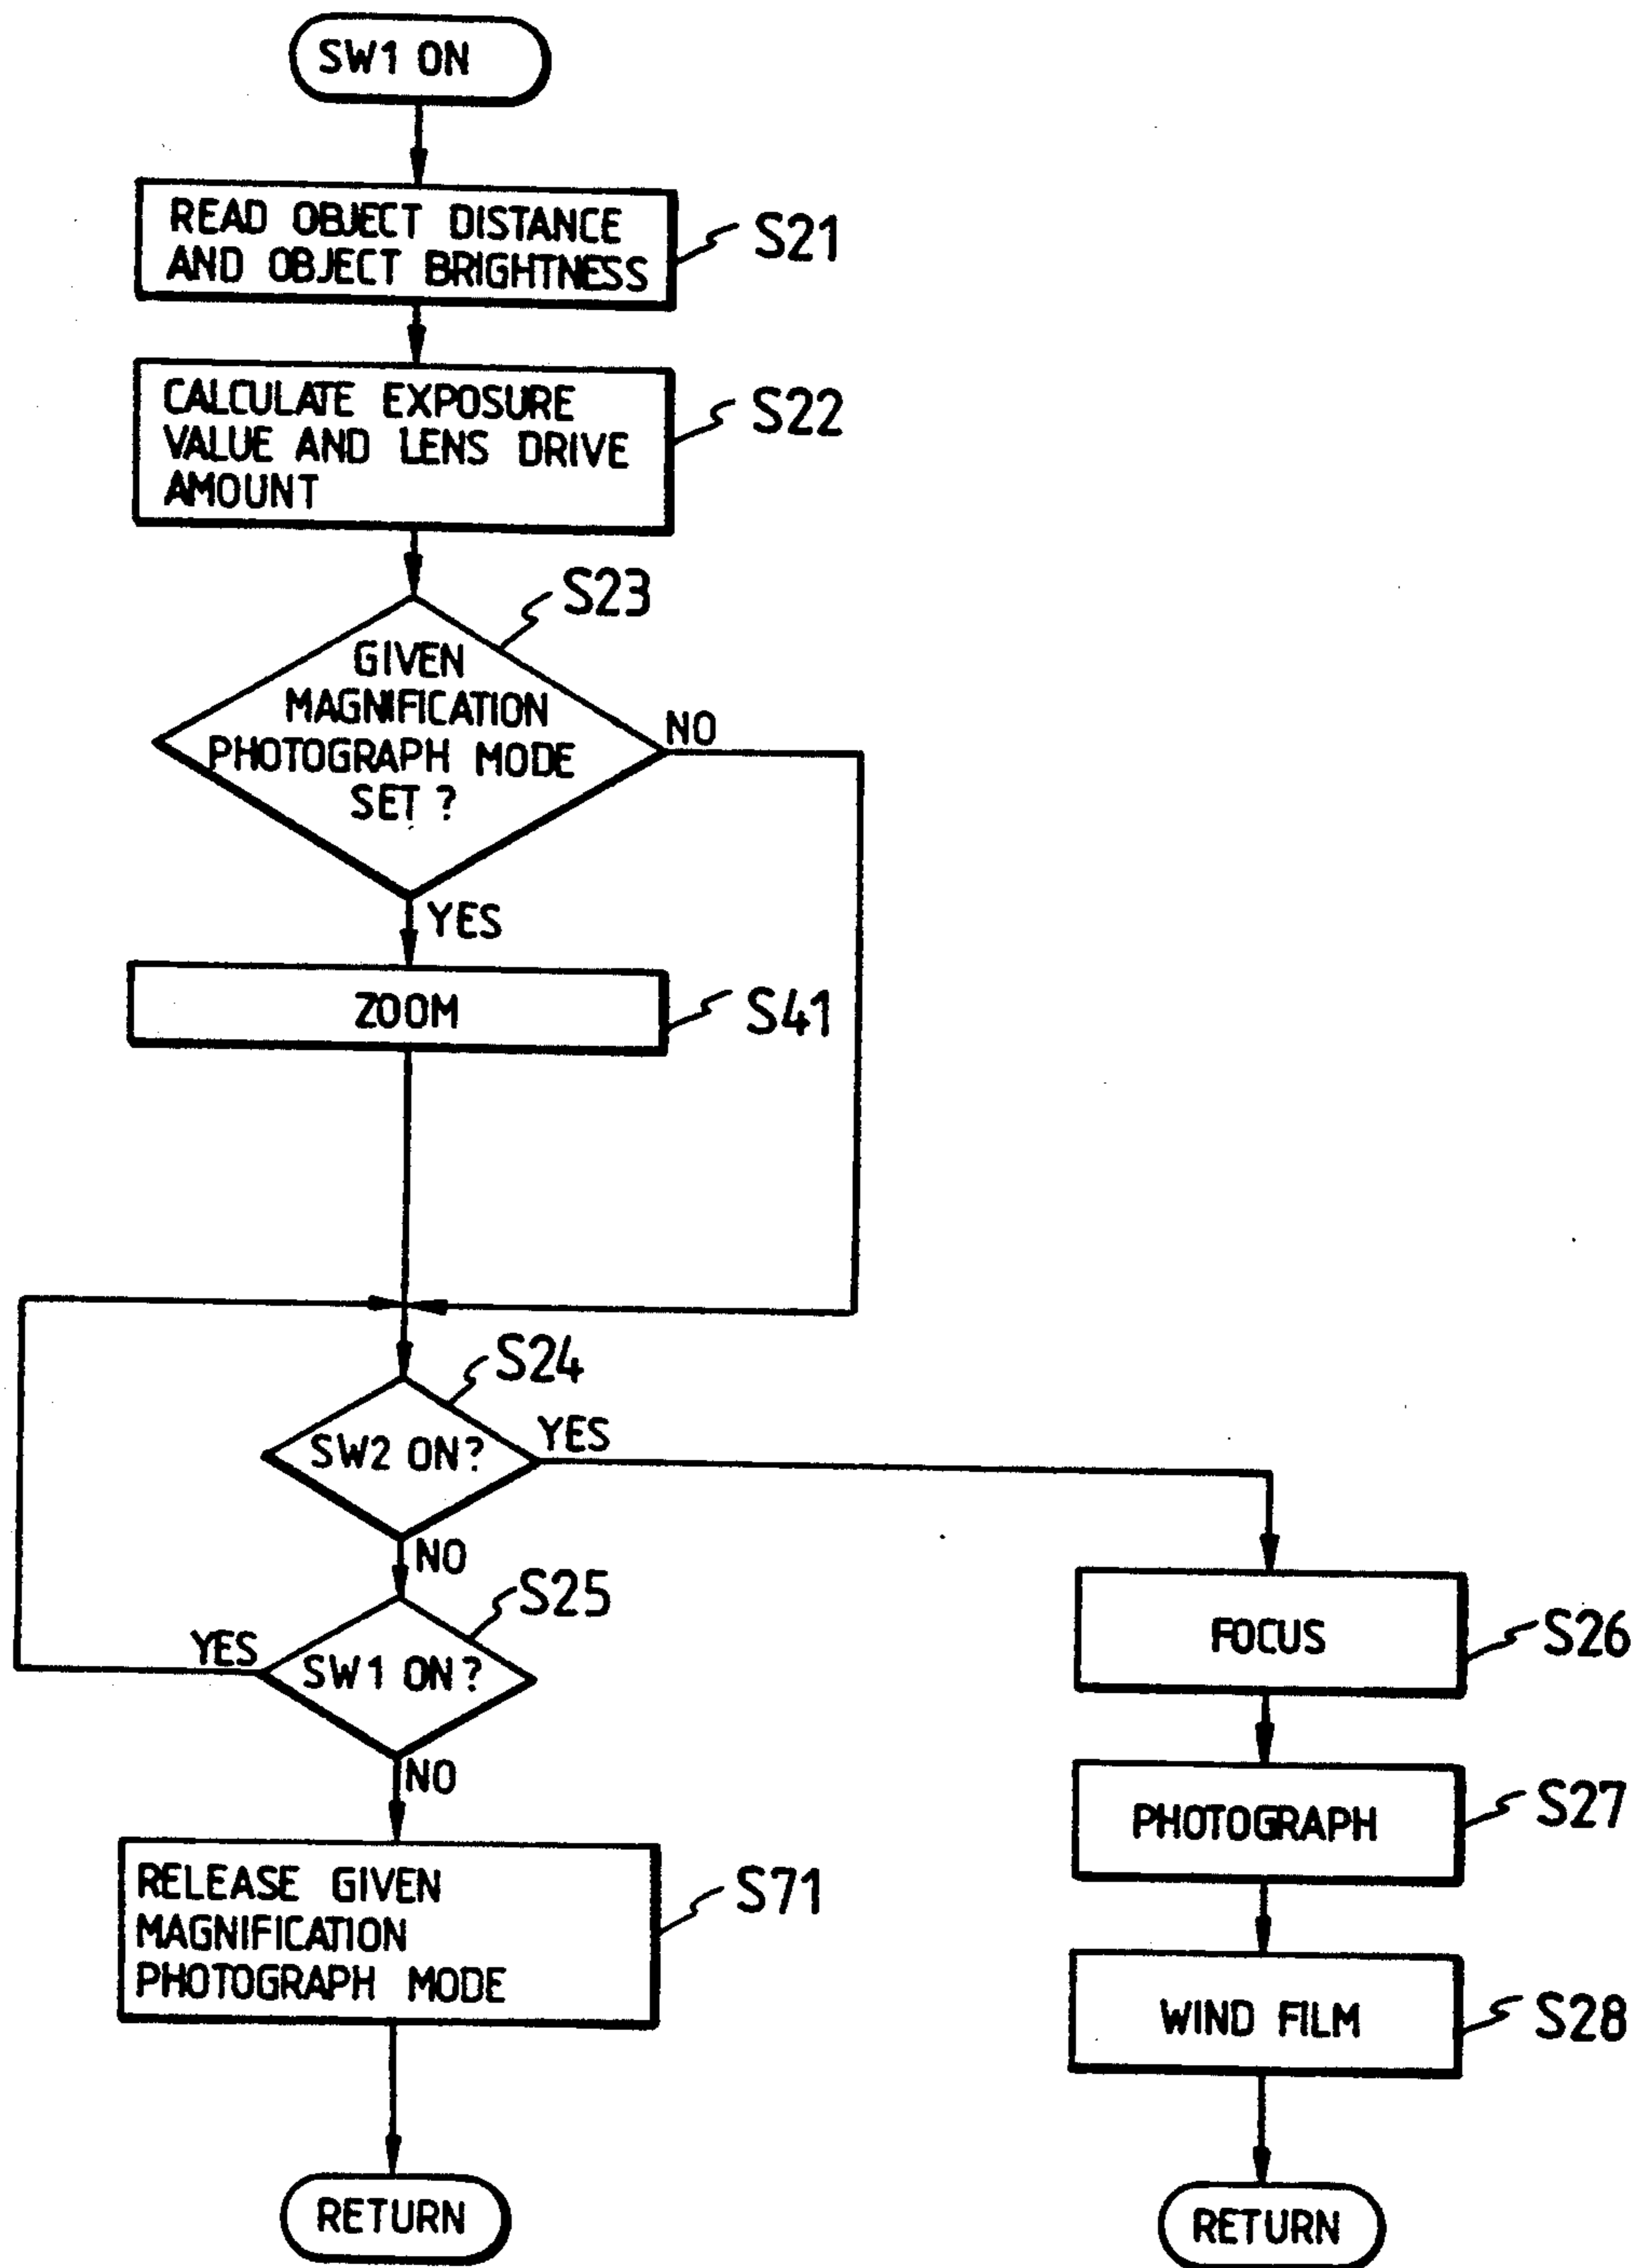 SW1 ON
READ OBJECT DISTANCE
AND OBJECT BRIGHTNESS
S21
CALCULATE EXPOSURE
VALUE AND LENS DRIVE
AMOUNT
S22
S23
GIVEN
MAGNIFICATION
PHOTOGRAPH MODE
SET ?
NO
YES
ZOOM
S41
S24
SW2 ON?
YES
NO
S25
SW1 ON?
YES
NO
RELEASE GIVEN
MAGNIFICATION
PHOTOGRAPH MODE
S71
RETURN
FOCUS
S26
PHOTOGRAPH
S27
WIND FILM
S28
RETURN